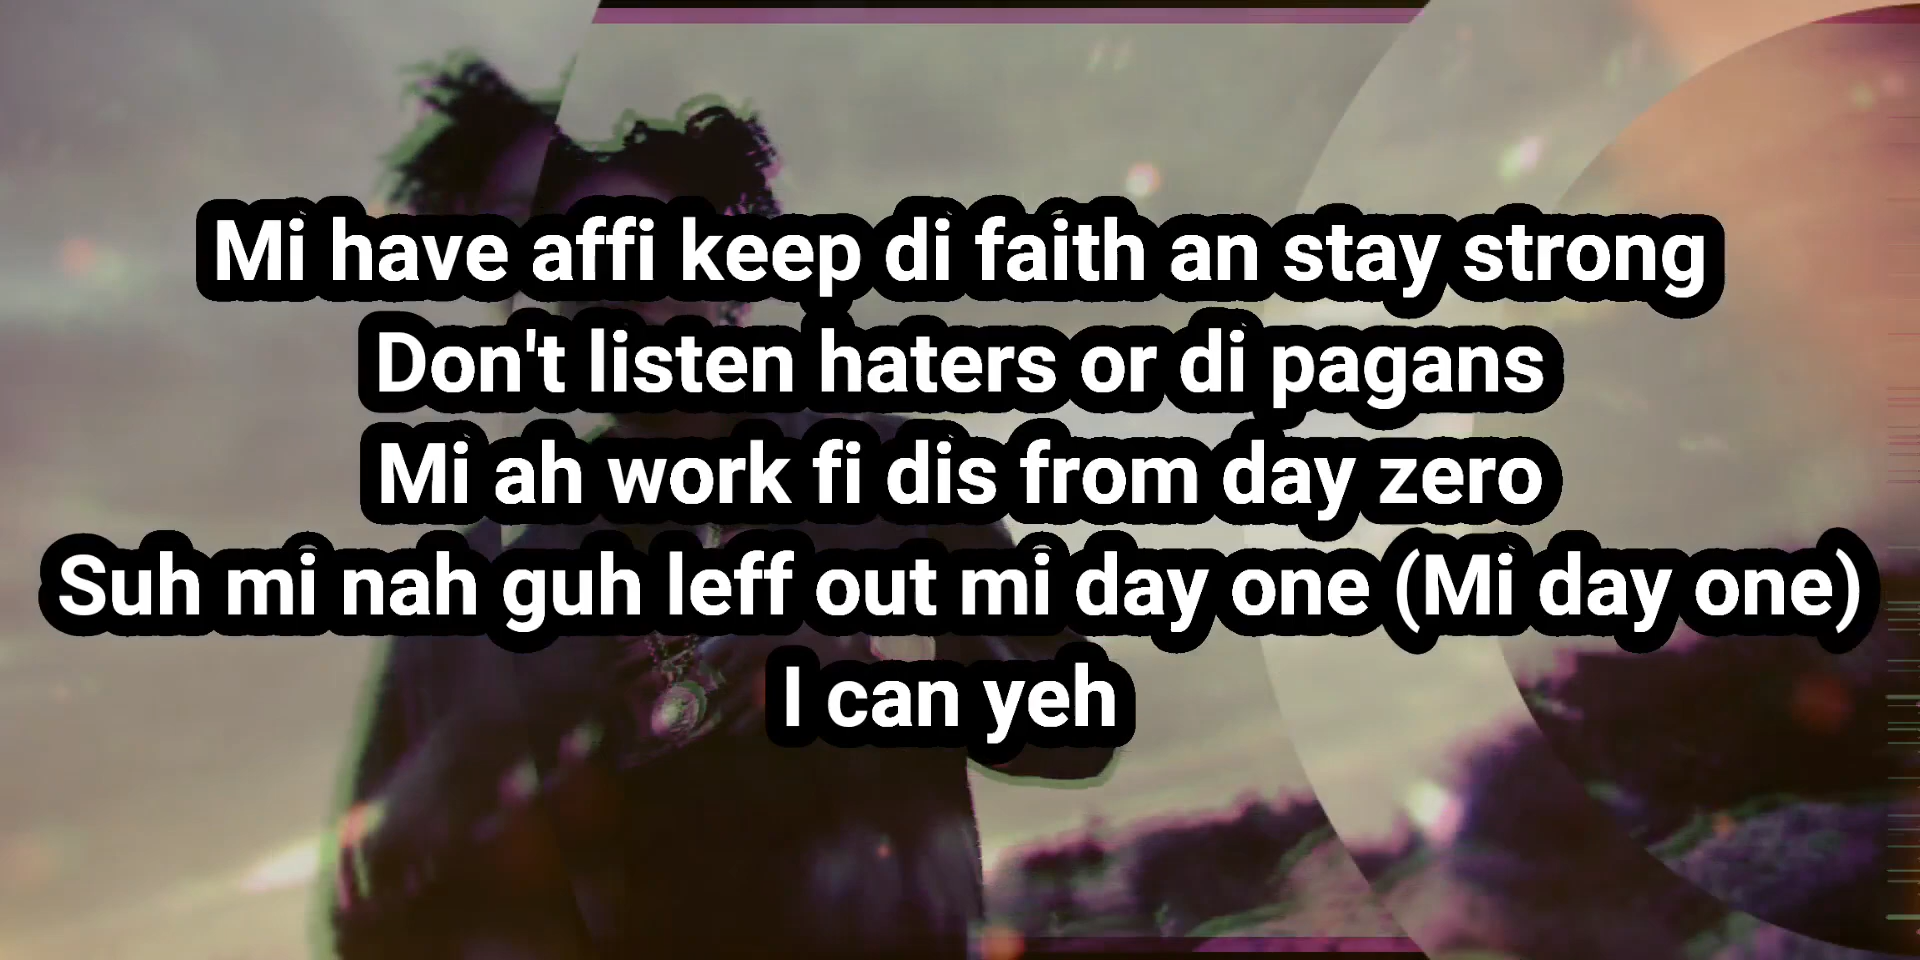 Mi have affi keep di faith an stay strong
Don't listen haters or di pagans
Mi ah work fi dis from day zero
Suh mi nah guh leff out mi day one (Mi day one)
I can yeh